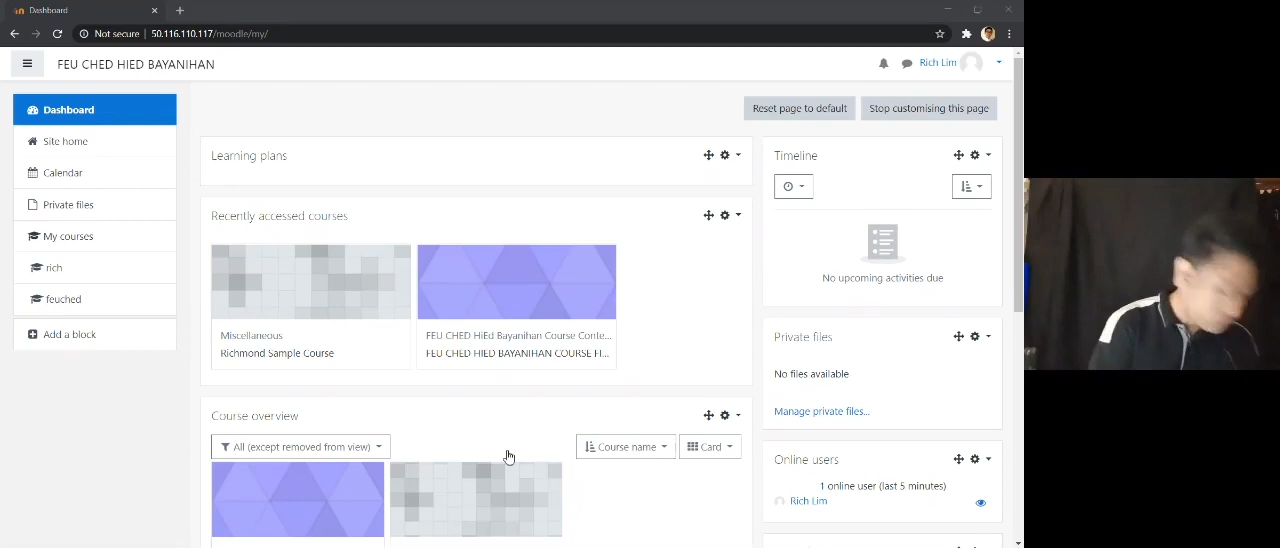 Dashboard
Not secure | 50.116.110.117/moodle/my/
FEU CHED HIED BAYANIHAN
Rich Lim
Dashboard
Site home
Calendar
Private files
My courses
rich
feuched
Add a block
Reset page to default
Stop customising this page
Learning plans
Recently accessed courses
Miscellaneous
Richmond Sample Course
FEU CHED HiEd Bayanihan Course Conte...
FEU CHED HIED BAYANIHAN COURSE FI...
Course overview
All (except removed from view)
Course name
Card
Timeline
No upcoming activities due
Private files
No files available
Manage private files...
Online users
1 online user (last 5 minutes)
Rich Lim